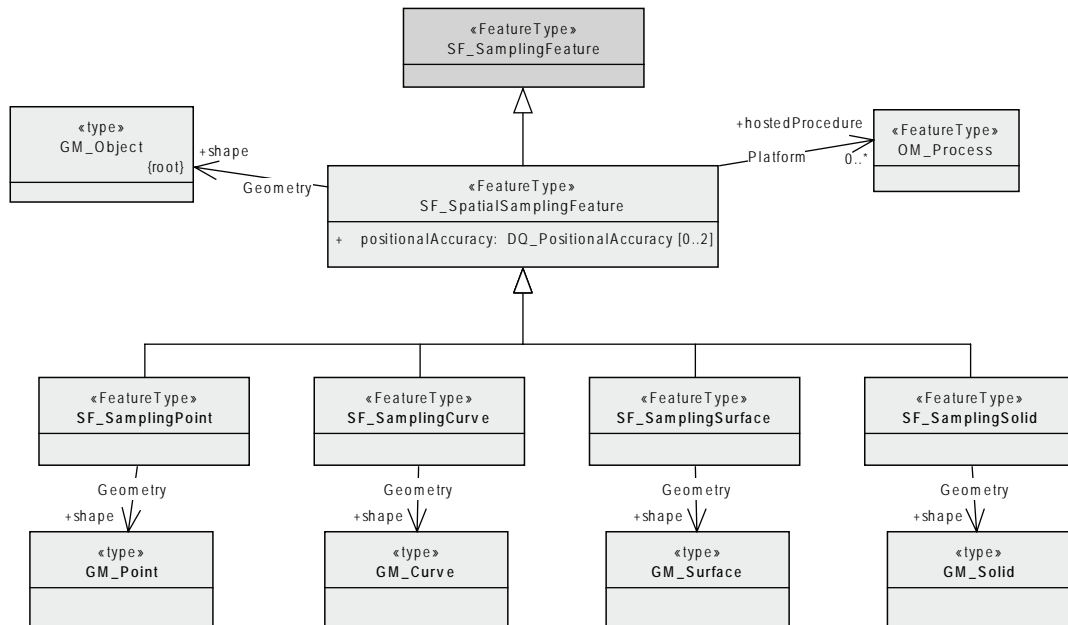 «FeatureType»
SF_SamplingFeature
«type»
GM_Object
{root}
+shape
Geometry
+hostedProcedure
Platform
0..*
«FeatureType»
OM_Process
«FeatureType»
SF_SpatialSamplingFeature
+ positionalAccuracy: DQ_PositionalAccuracy [0..2]
«FeatureType»
SF_SamplingPoint
«FeatureType»
SF_SamplingCurve
«FeatureType»
SF_SamplingSurface
«FeatureType»
SF_SamplingSolid
Geometry
+shape
Geometry
+shape
Geometry
+shape
Geometry
+shape
«type»
GM_Point
«type»
GM_Curve
«type»
GM_Surface
«type»
GM_Solid